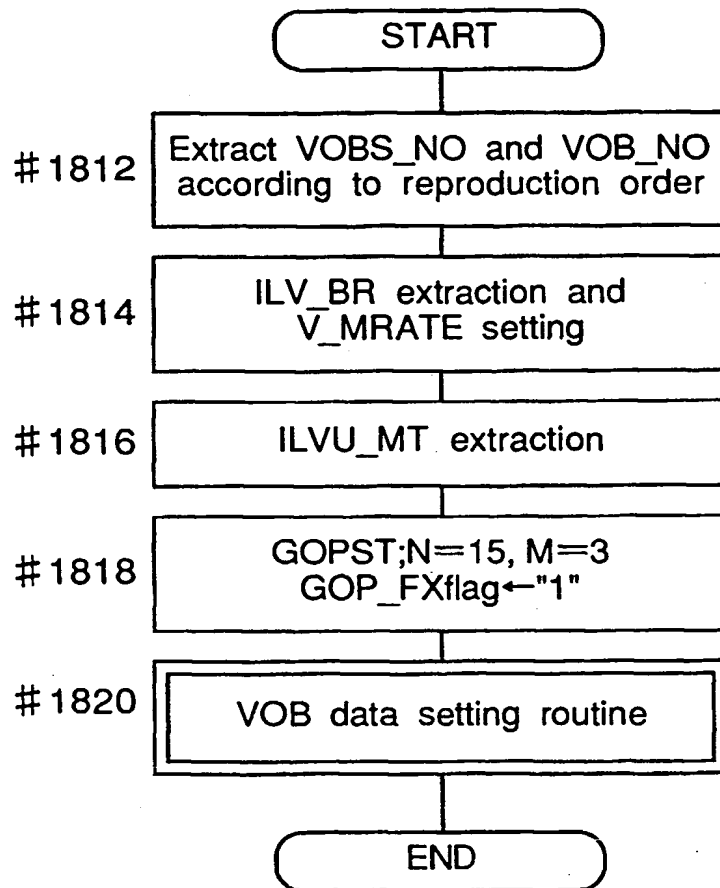 START
#1812
Extract VOBS_NO and VOB_NO
according to reproduction order
#1814
ILV_BR extraction and
V_MRATE setting
#1816
ILVU_MT extraction
#1818
GOPST;N=15, M=3
GOP_FXflag←"1"
#1820
VOB data setting routine
END